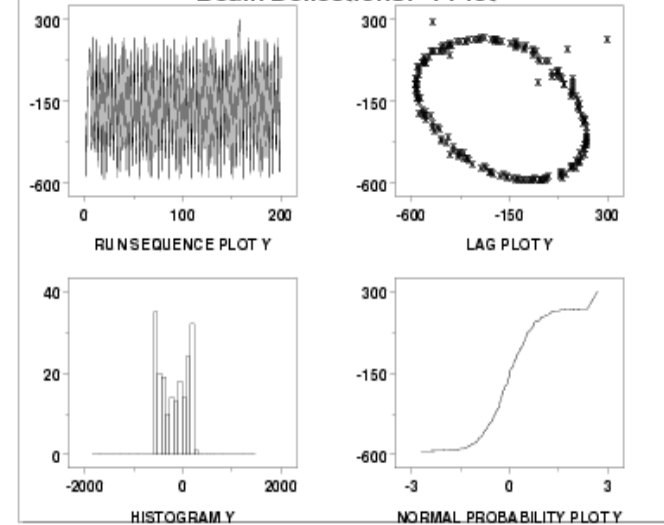 300
-150
-600
0 100 200
RUN SEQUENCE PLOT Y
300
-150
-600
-600 -150 300
LAG PLOT Y
40
20
0
-2000 0 2000
HISTOGRAM Y
300
-150
-600
-3 0 3
NORMAL PROBABILITY PLOT Y